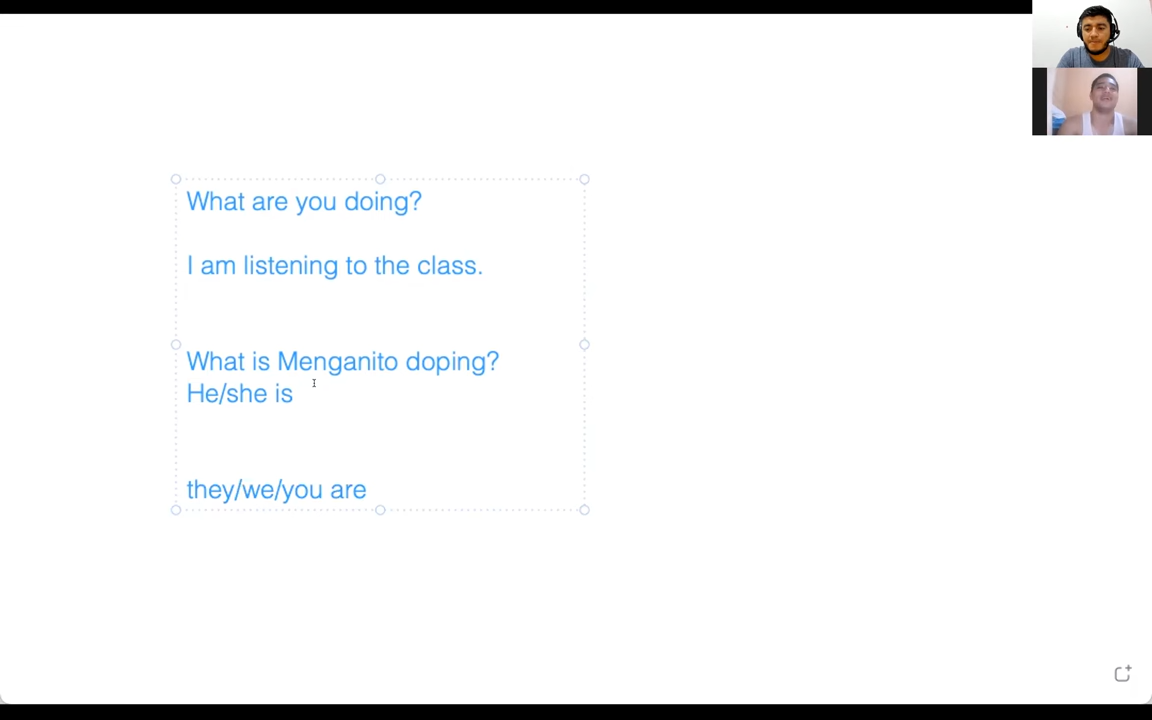 What are you doing?
I am listening to the class.
What is Menganito doping?
He/she is
they/we/you are